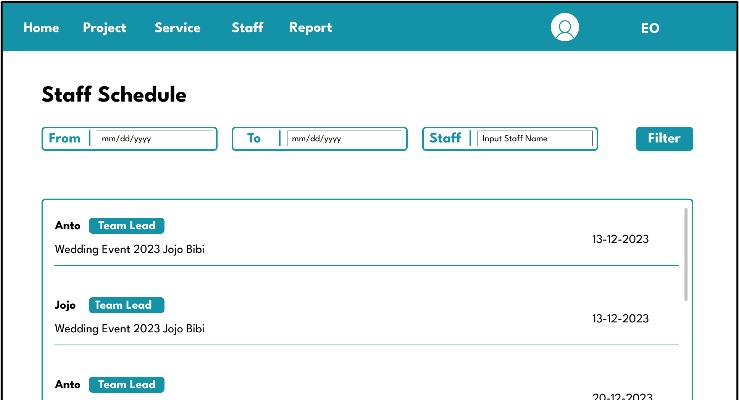 Home Project Service Staff Report EO
Staff Schedule
From mm/dd/yyyy To mm/dd/yyyy Staff Input Staff Name Filter
Anto Team Lead
13-12-2023
Wedding Event 2023 Jojo Bibi
Jojo Team Lead
13-12-2023
Wedding Event 2023 Jojo Bibi
Anto Team Lead
20-12-2023